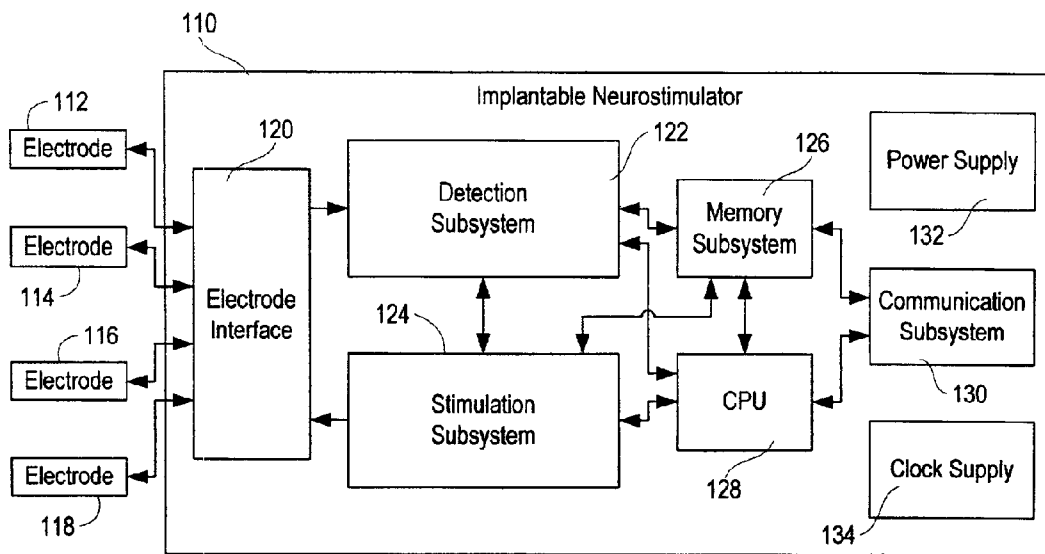 110
Implantable Neurostimulator
112
Electrode
114
Electrode
116
Electrode
118
Electrode
120
Electrode
Interface
122
Detection
Subsystem
124
Stimulation
Subsystem
126
Memory
Subsystem
CPU
128
Power Supply
132
Communication
Subsystem
130
Clock Supply
134